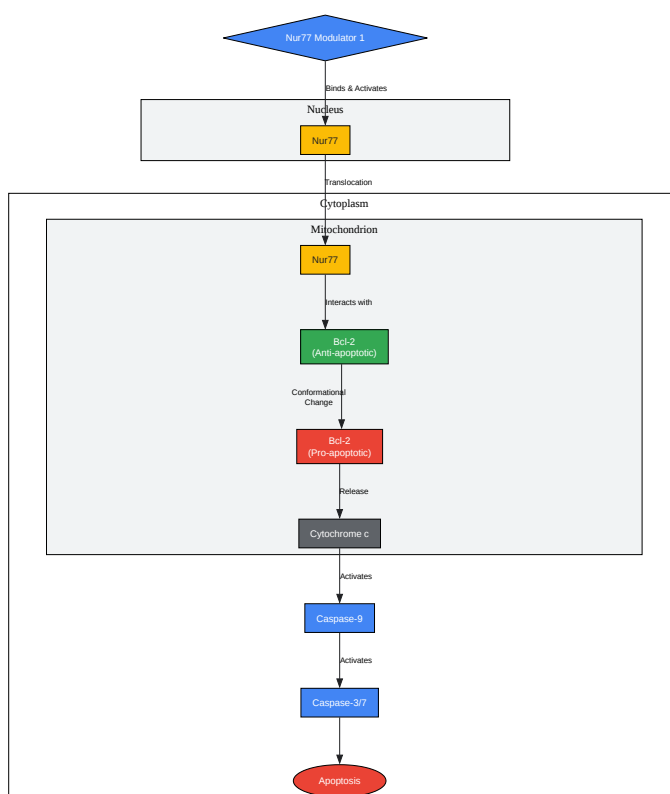 Nur77 Modulator 1
Binds & Activates
Nucleus
Nur77
Translocation
Cytoplasm
Mitochondrion
Nur77
Interacts with
Bcl-2
(Anti-apoptotic)
Conformational
Change
Bcl-2
(Pro-apoptotic)
Release
Cytochrome c
Activates
Caspase-9
Activates
Caspase-3/7
Apoptosis